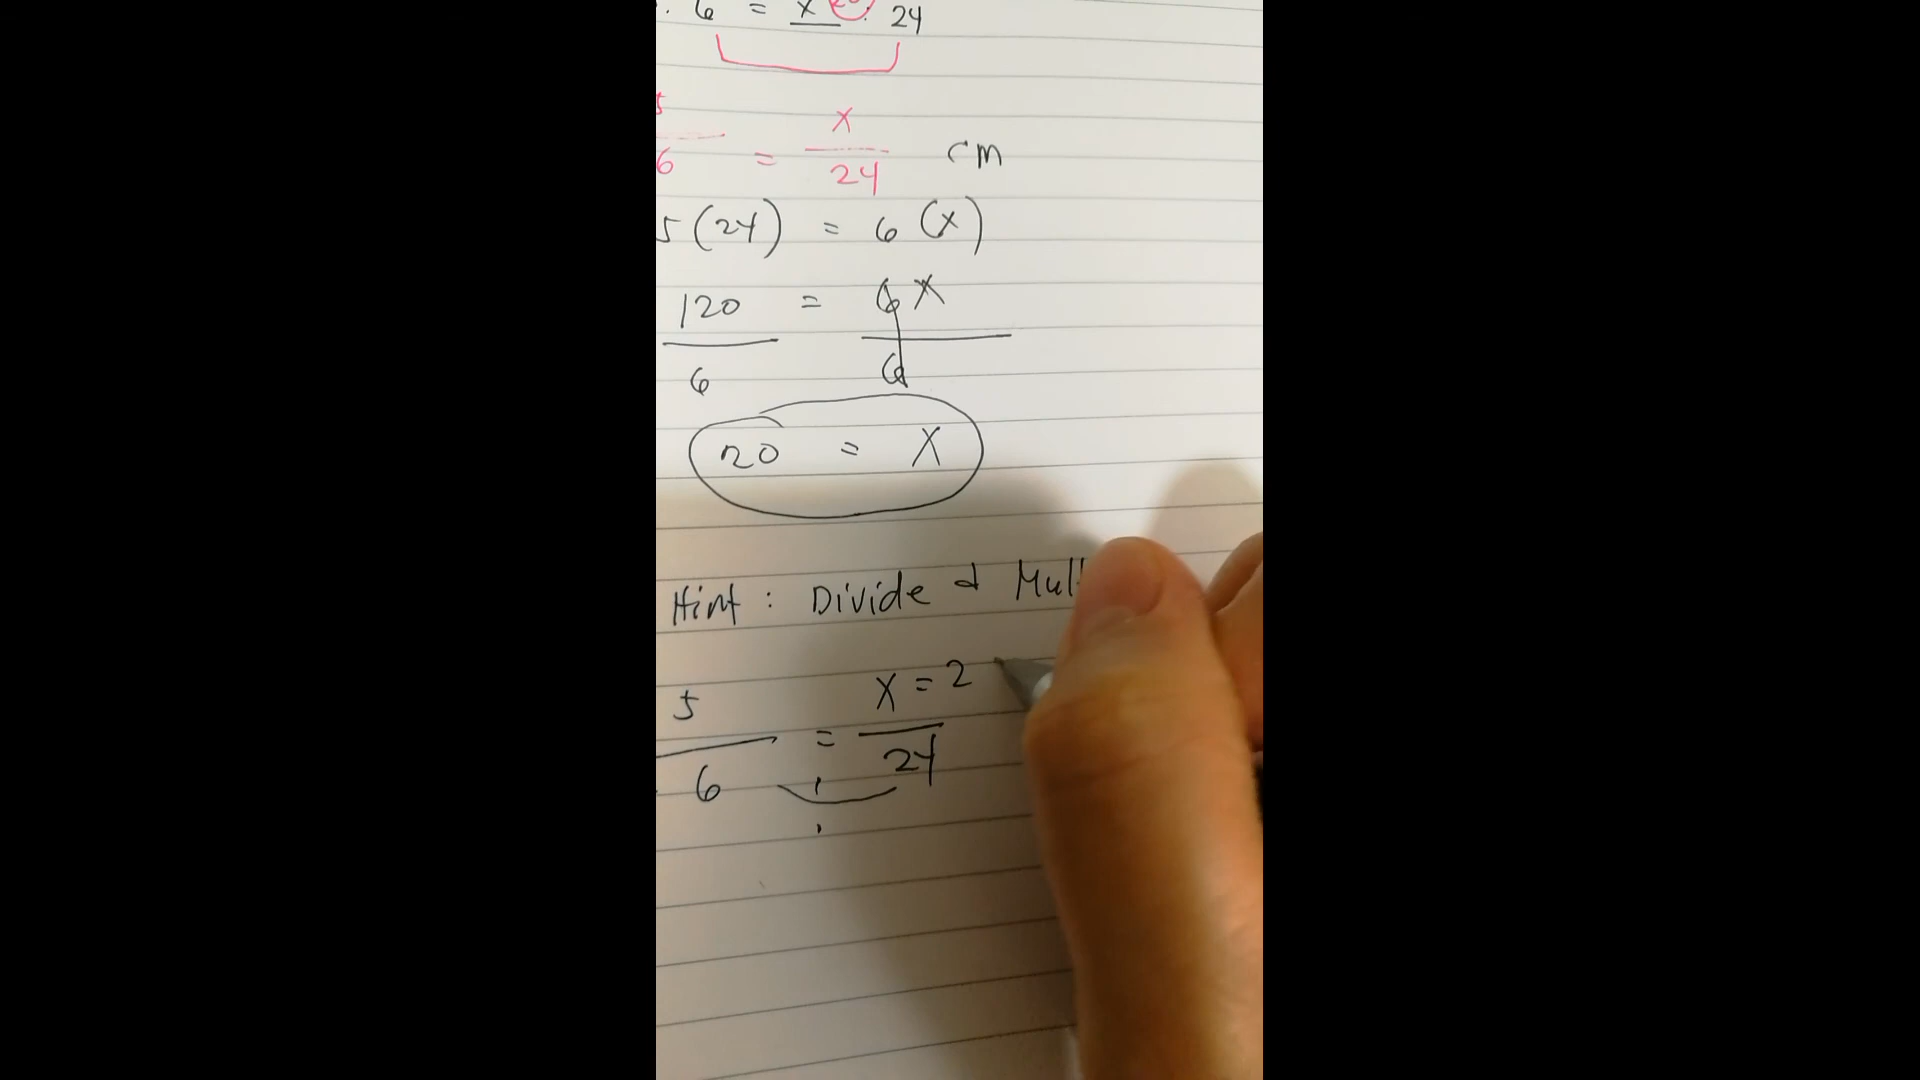 : 6 = x 20 : 24
5 / 6 = x / 24 cm
5 (24) = 6 (x)
120 / 6 = 6x / 6
20 = x
Hint : Divide & Mul
5 / 6 = x = 2 / 24
÷